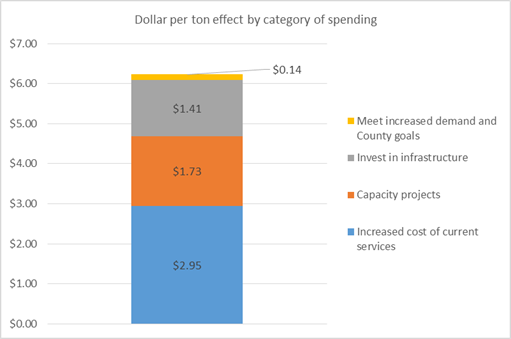 Dollar per ton effect by category of spending
$7.00
$6.00
$5.00
$4.00
$3.00
$2.00
$1.00
$0.00
$0.14
$1.41
$1.73
$2.95
Meet increased demand and
County goals
Invest in infrastructure
Capacity projects
Increased cost of current
services